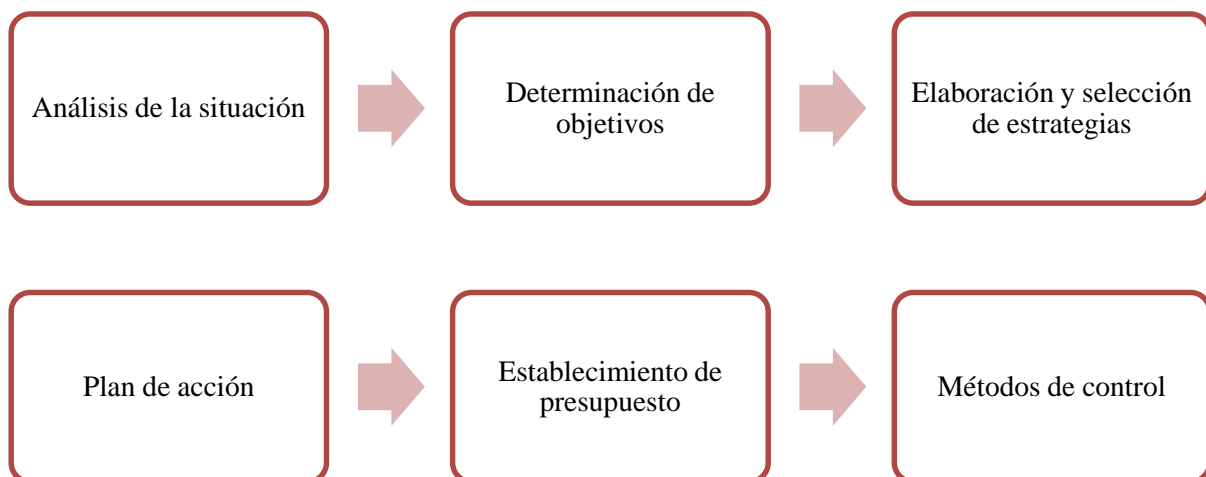 Análisis de la situación
Determinación de
objetivos
Elaboración y selección
de estrategias
Plan de acción
Establecimiento de
presupuesto
Métodos de control